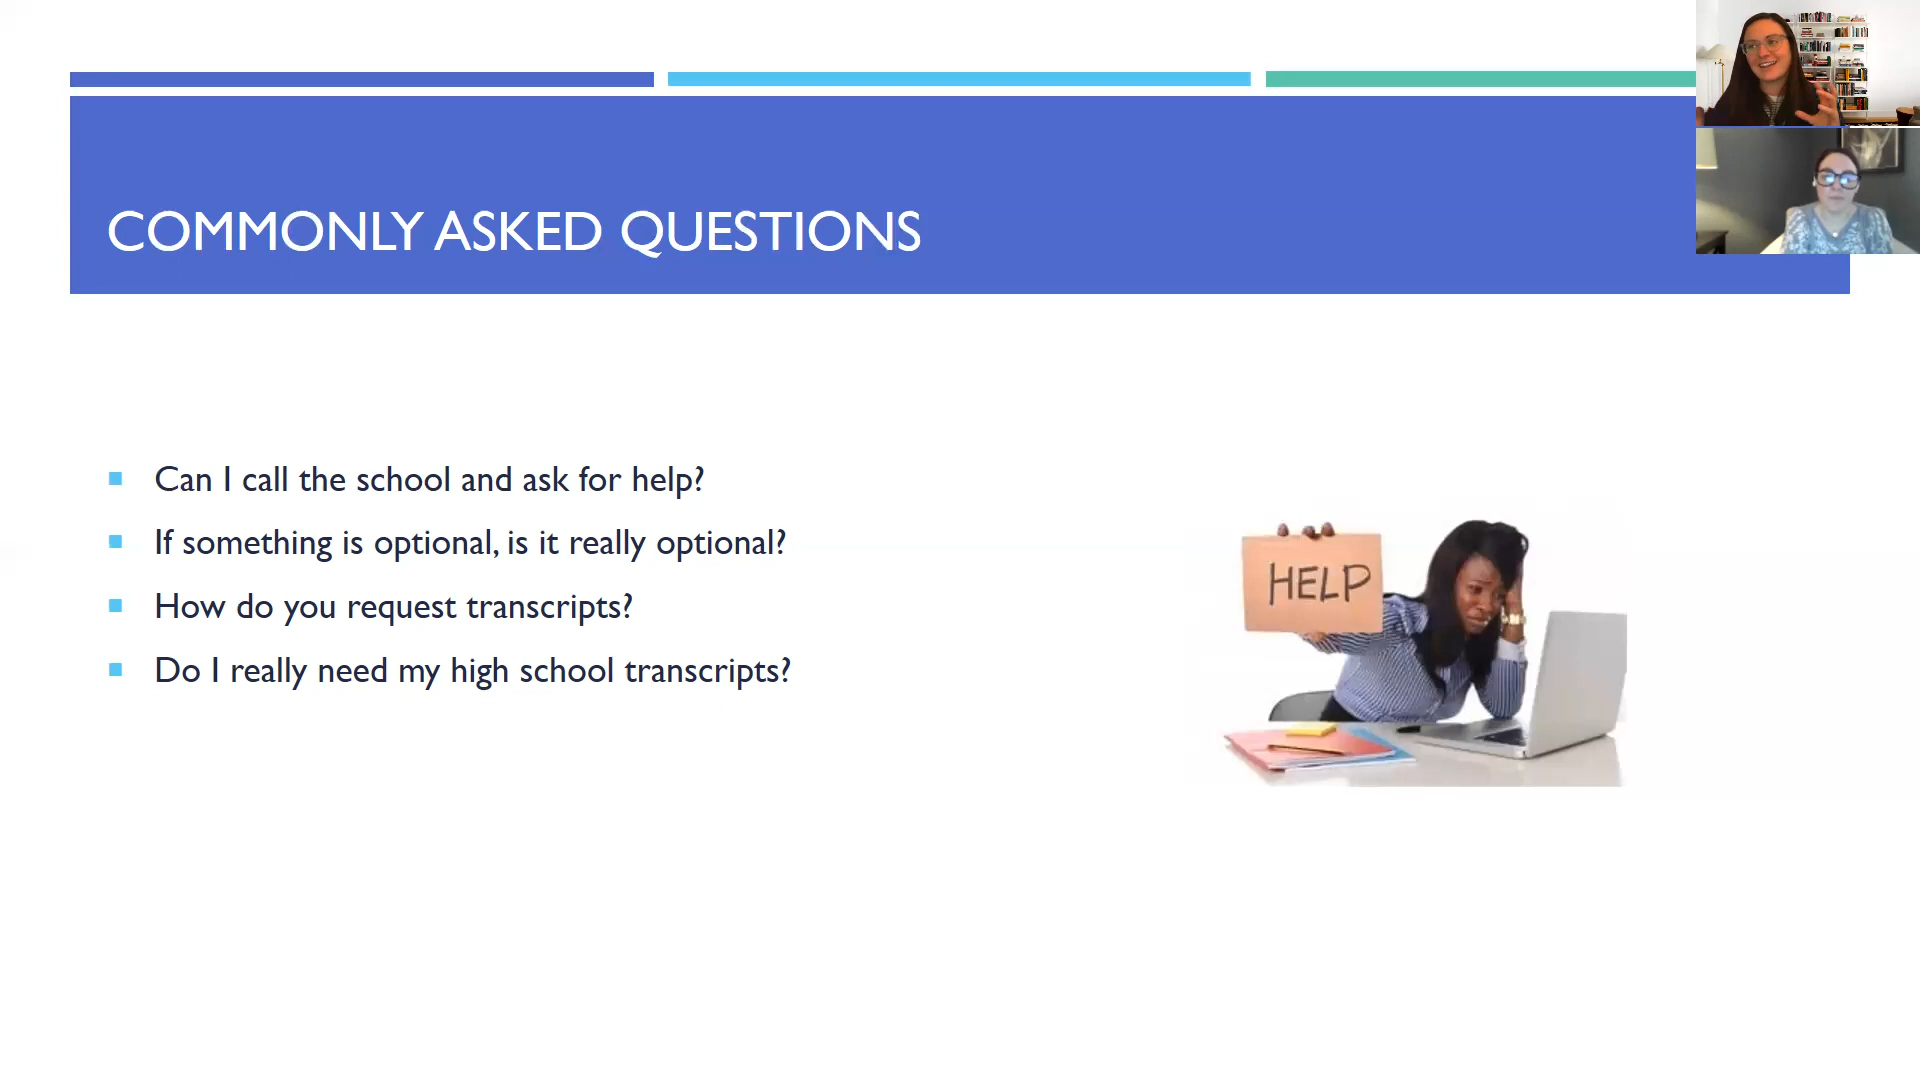 COMMONLY ASKED QUESTIONS
Can I call the school and ask for help?
If something is optional, is it really optional?
How do you request transcripts?
Do I really need my high school transcripts?
HELP